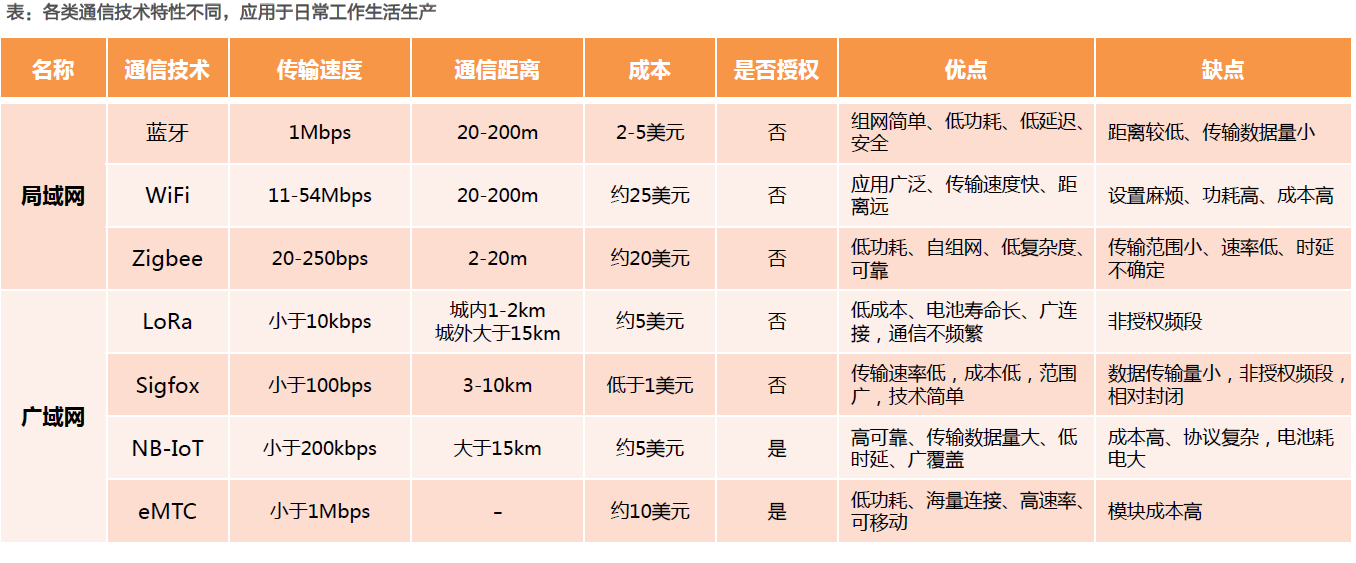 表：各类通信技术特性不同，应用于日常工作生活生产
名称 通信技术 传输速度 通信距离 成本 是否授权 优点 缺点
局域网
蓝牙 1Mbps 20-200m 2-5美元 否 组网简单、低功耗、低延迟、
安全
距离较低、传输数据量小
WiFi 11-54Mbps 20-200m 约25美元 否 应用广泛、传输速度快、距
离远
设置麻烦、功耗高、成本高
Zigbee 20-250bps 2-20m 约20美元 否 低功耗、自组网、低复杂度、
可靠
传输范围小、速率低、时延
不确定
广域网
LoRa 小于10kbps 城内1-2km
城外大于15km
约5美元 否 低成本、电池寿命长、广连
接，通信不频繁
非授权频段
Sigfox 小于100bps 3-10km 低于1美元 否 传输速率低，成本低，范围
广，技术简单
数据传输量小，非授权频段，
相对封闭
NB-IoT 小于200kbps 大于15km 约5美元 是 高可靠、传输数据量大、低
时延、广覆盖
成本高、协议复杂，电池耗
电大
eMTC 小于1Mbps - 约10美元 是 低功耗、海量连接、高速率、
可移动
模块成本高